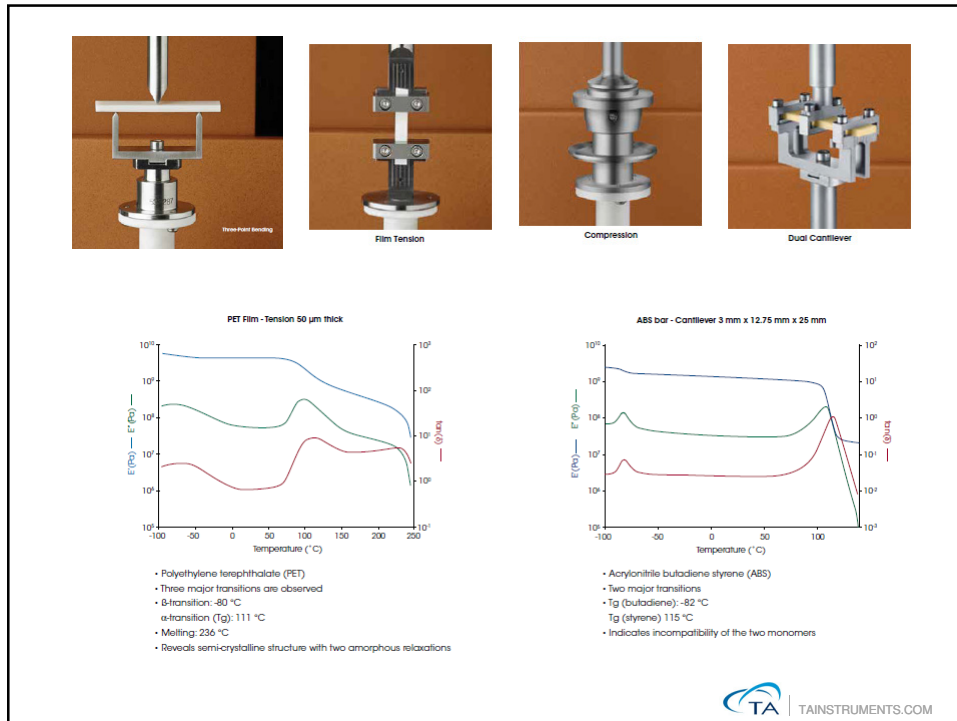 Three-Point Bending
Film Tension
Compression
Dual Cantilever
PET Film - Tension 50 µm thick
10¹⁰
10⁹
10⁸
10⁷
10⁶
10⁵
E'(Pa)
E"(Pa)
10³
10²
10¹
10⁰
10⁻¹
tan(δ)
-100
-50
0
50
100
150
200
250
Temperature (°C)
• Polyethylene terephthalate (PET)
• Three major transitions are observed
• ß-transition: -80 °C
α-transition (Tg): 111 °C
• Melting: 236 °C
• Reveals semi-crystalline structure with two amorphous relaxations
ABS bar - Cantilever 3 mm x 12.75 mm x 25 mm
10¹⁰
10⁹
10⁸
10⁷
10⁶
10⁵
E'(Pa)
E"(Pa)
10²
10¹
10⁰
10⁻¹
10⁻²
10⁻³
tan(δ)
-100
-50
0
50
100
Temperature (°C)
• Acrylonitrile butadiene styrene (ABS)
• Two major transitions
• Tg (butadiene): -82 °C
Tg (styrene) 115 °C
• Indicates incompatibility of the two monomers
TA
TAINSTRUMENTS.COM